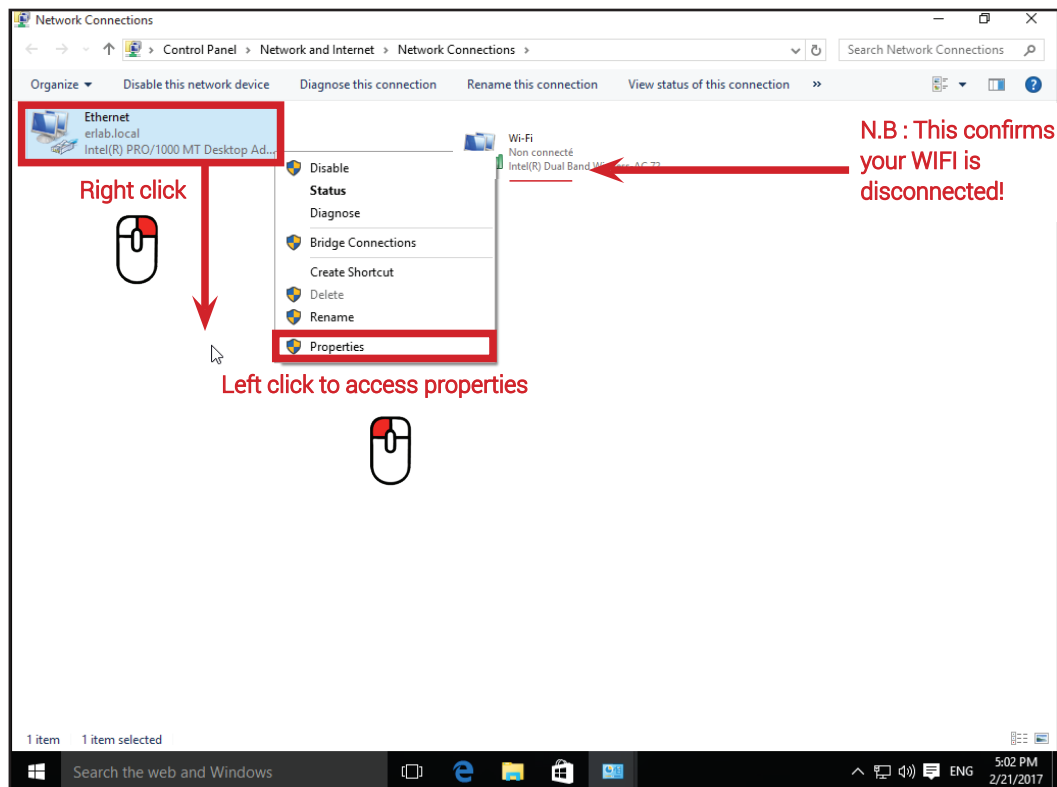 Network Connections
Control Panel > Network and Internet > Network Connections >
Search Network Connections
Organize
Disable this network device
Diagnose this connection
Rename this connection
View status of this connection
»
Ethernet
erlab.local
Intel(R) PRO/1000 MT Desktop Ad...
Wi-Fi
Non connecté
Intel(R) Dual Band Wireless-AC 72
N.B : This confirms
your WIFI is
disconnected!
Right click
Disable
Status
Diagnose
Bridge Connections
Create Shortcut
Delete
Rename
Properties
Left click to access properties
1 item
1 item selected
Search the web and Windows
ENG
5:02 PM
2/21/2017